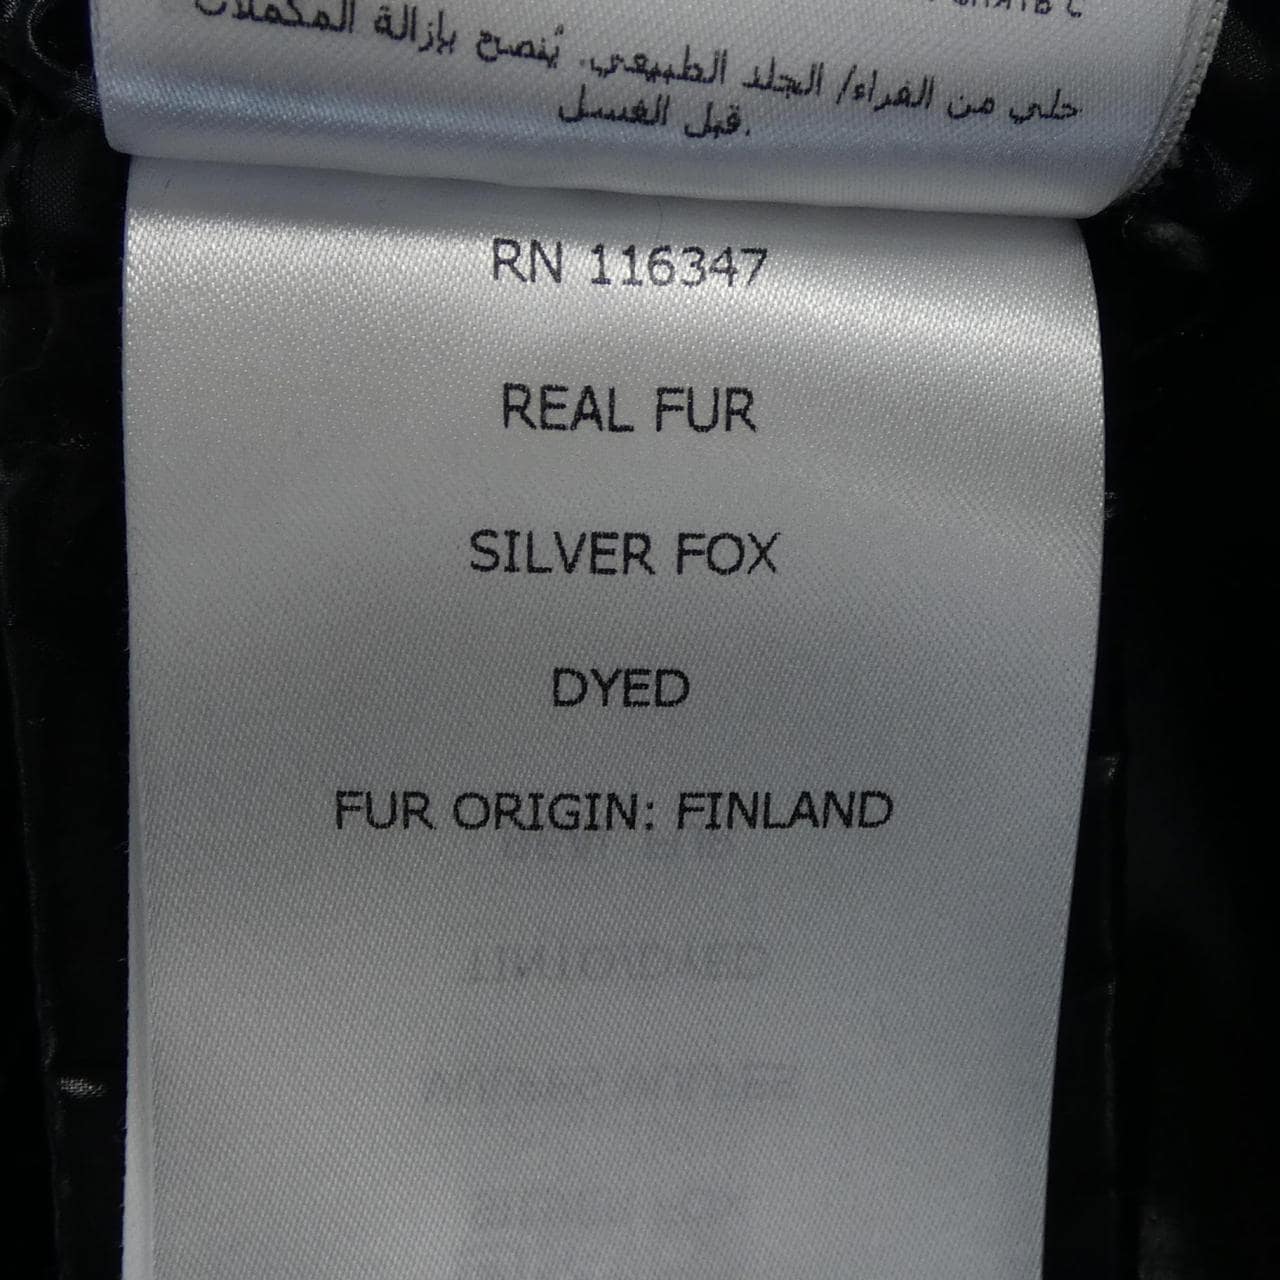 حلي من الفراء/ الجلد الطبيعي. يُنصح بإزالة المكملات
قبل الغسل.
RN 116347
REAL FUR
SILVER FOX
DYED
FUR ORIGIN: FINLAND